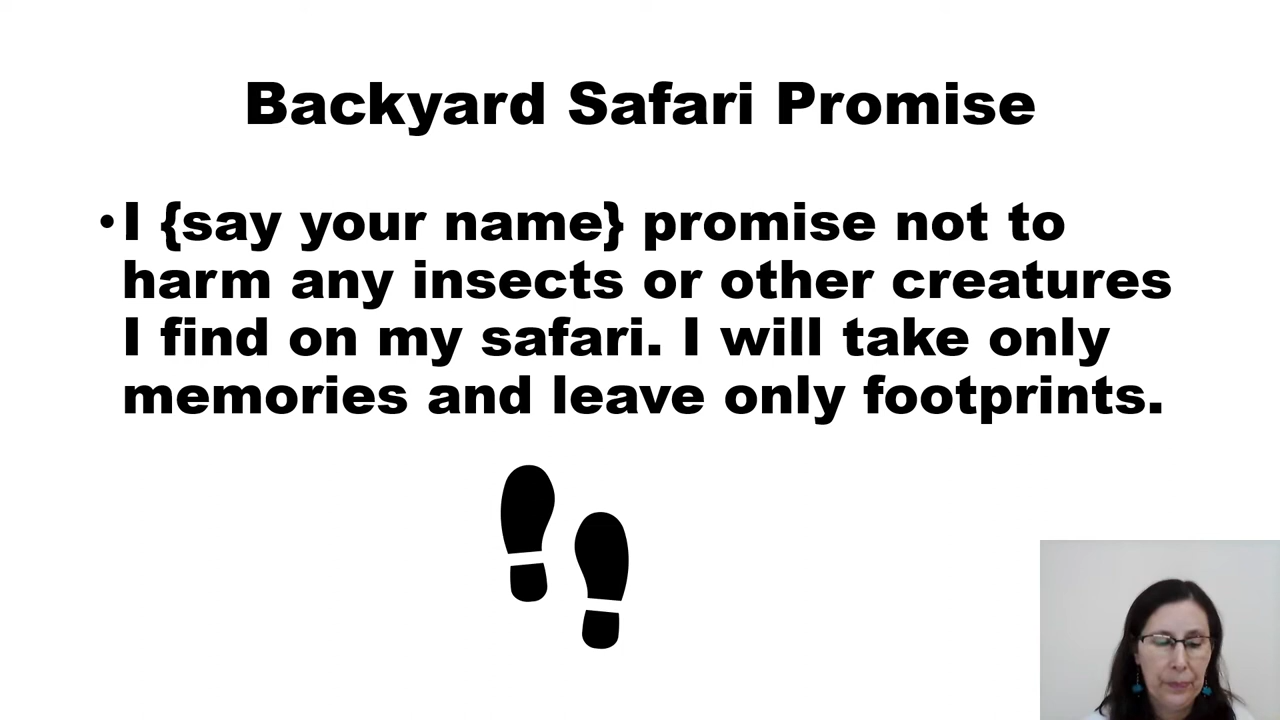 Backyard Safari Promise
•I {say your name} promise not to
harm any insects or other creatures
I find on my safari. I will take only
memories and leave only footprints.